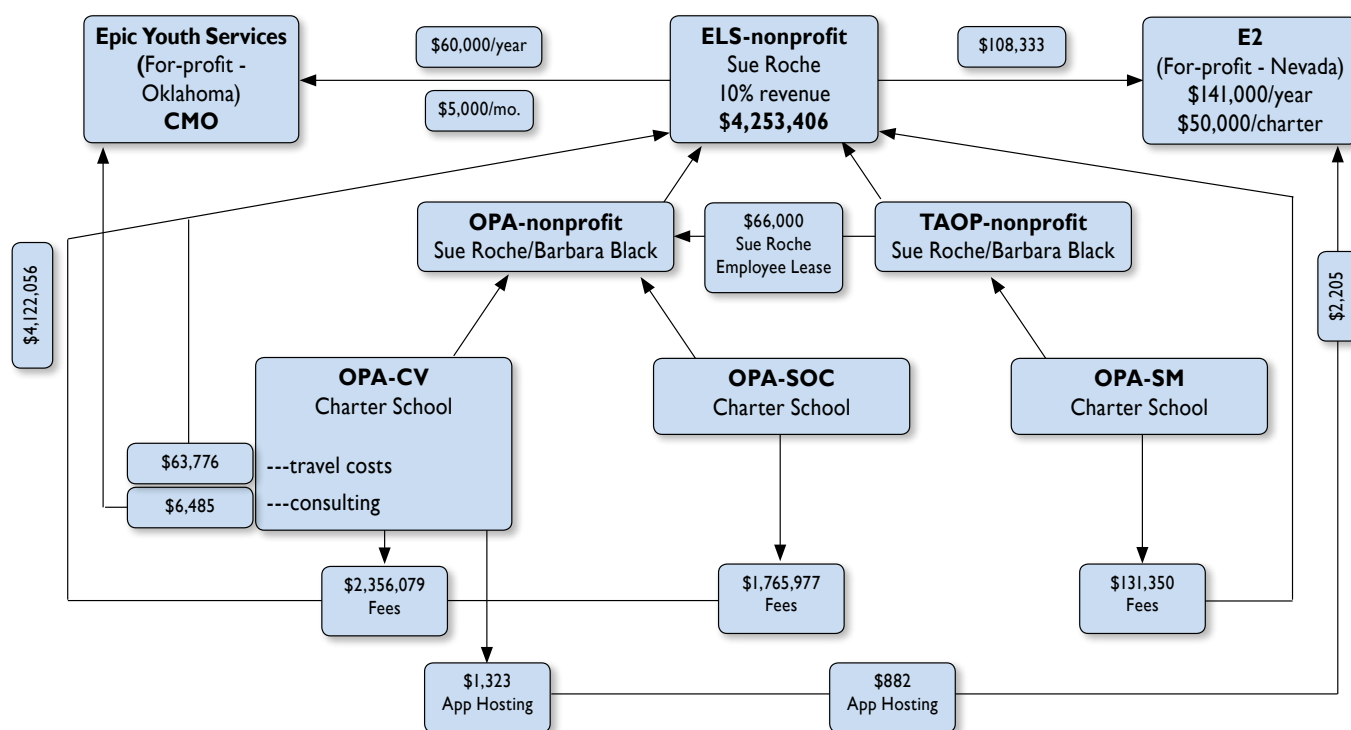 Epic Youth Services
(For-profit -
Oklahoma)
CMO
$60,000/year
$5,000/mo.
ELS-nonprofit
Sue Roche
10% revenue
$4,253,406
$108,333
E2
(For-profit - Nevada)
$141,000/year
$50,000/charter
OPA-nonprofit
Sue Roche/Barbara Black
$66,000
Sue Roche
Employee Lease
TAOP-nonprofit
Sue Roche/Barbara Black
$4,122,056
$2,205
OPA-CV
Charter School
OPA-SOC
Charter School
OPA-SM
Charter School
$63,776
---travel costs
$6,485
---consulting
$2,356,079
Fees
$1,765,977
Fees
$131,350
Fees
$1,323
App Hosting
$882
App Hosting